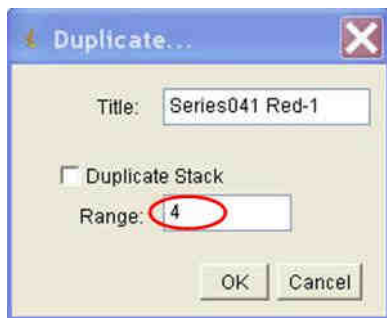 Duplicate...
Title: Series041 Red-1
Duplicate Stack
Range: 4
OK Cancel